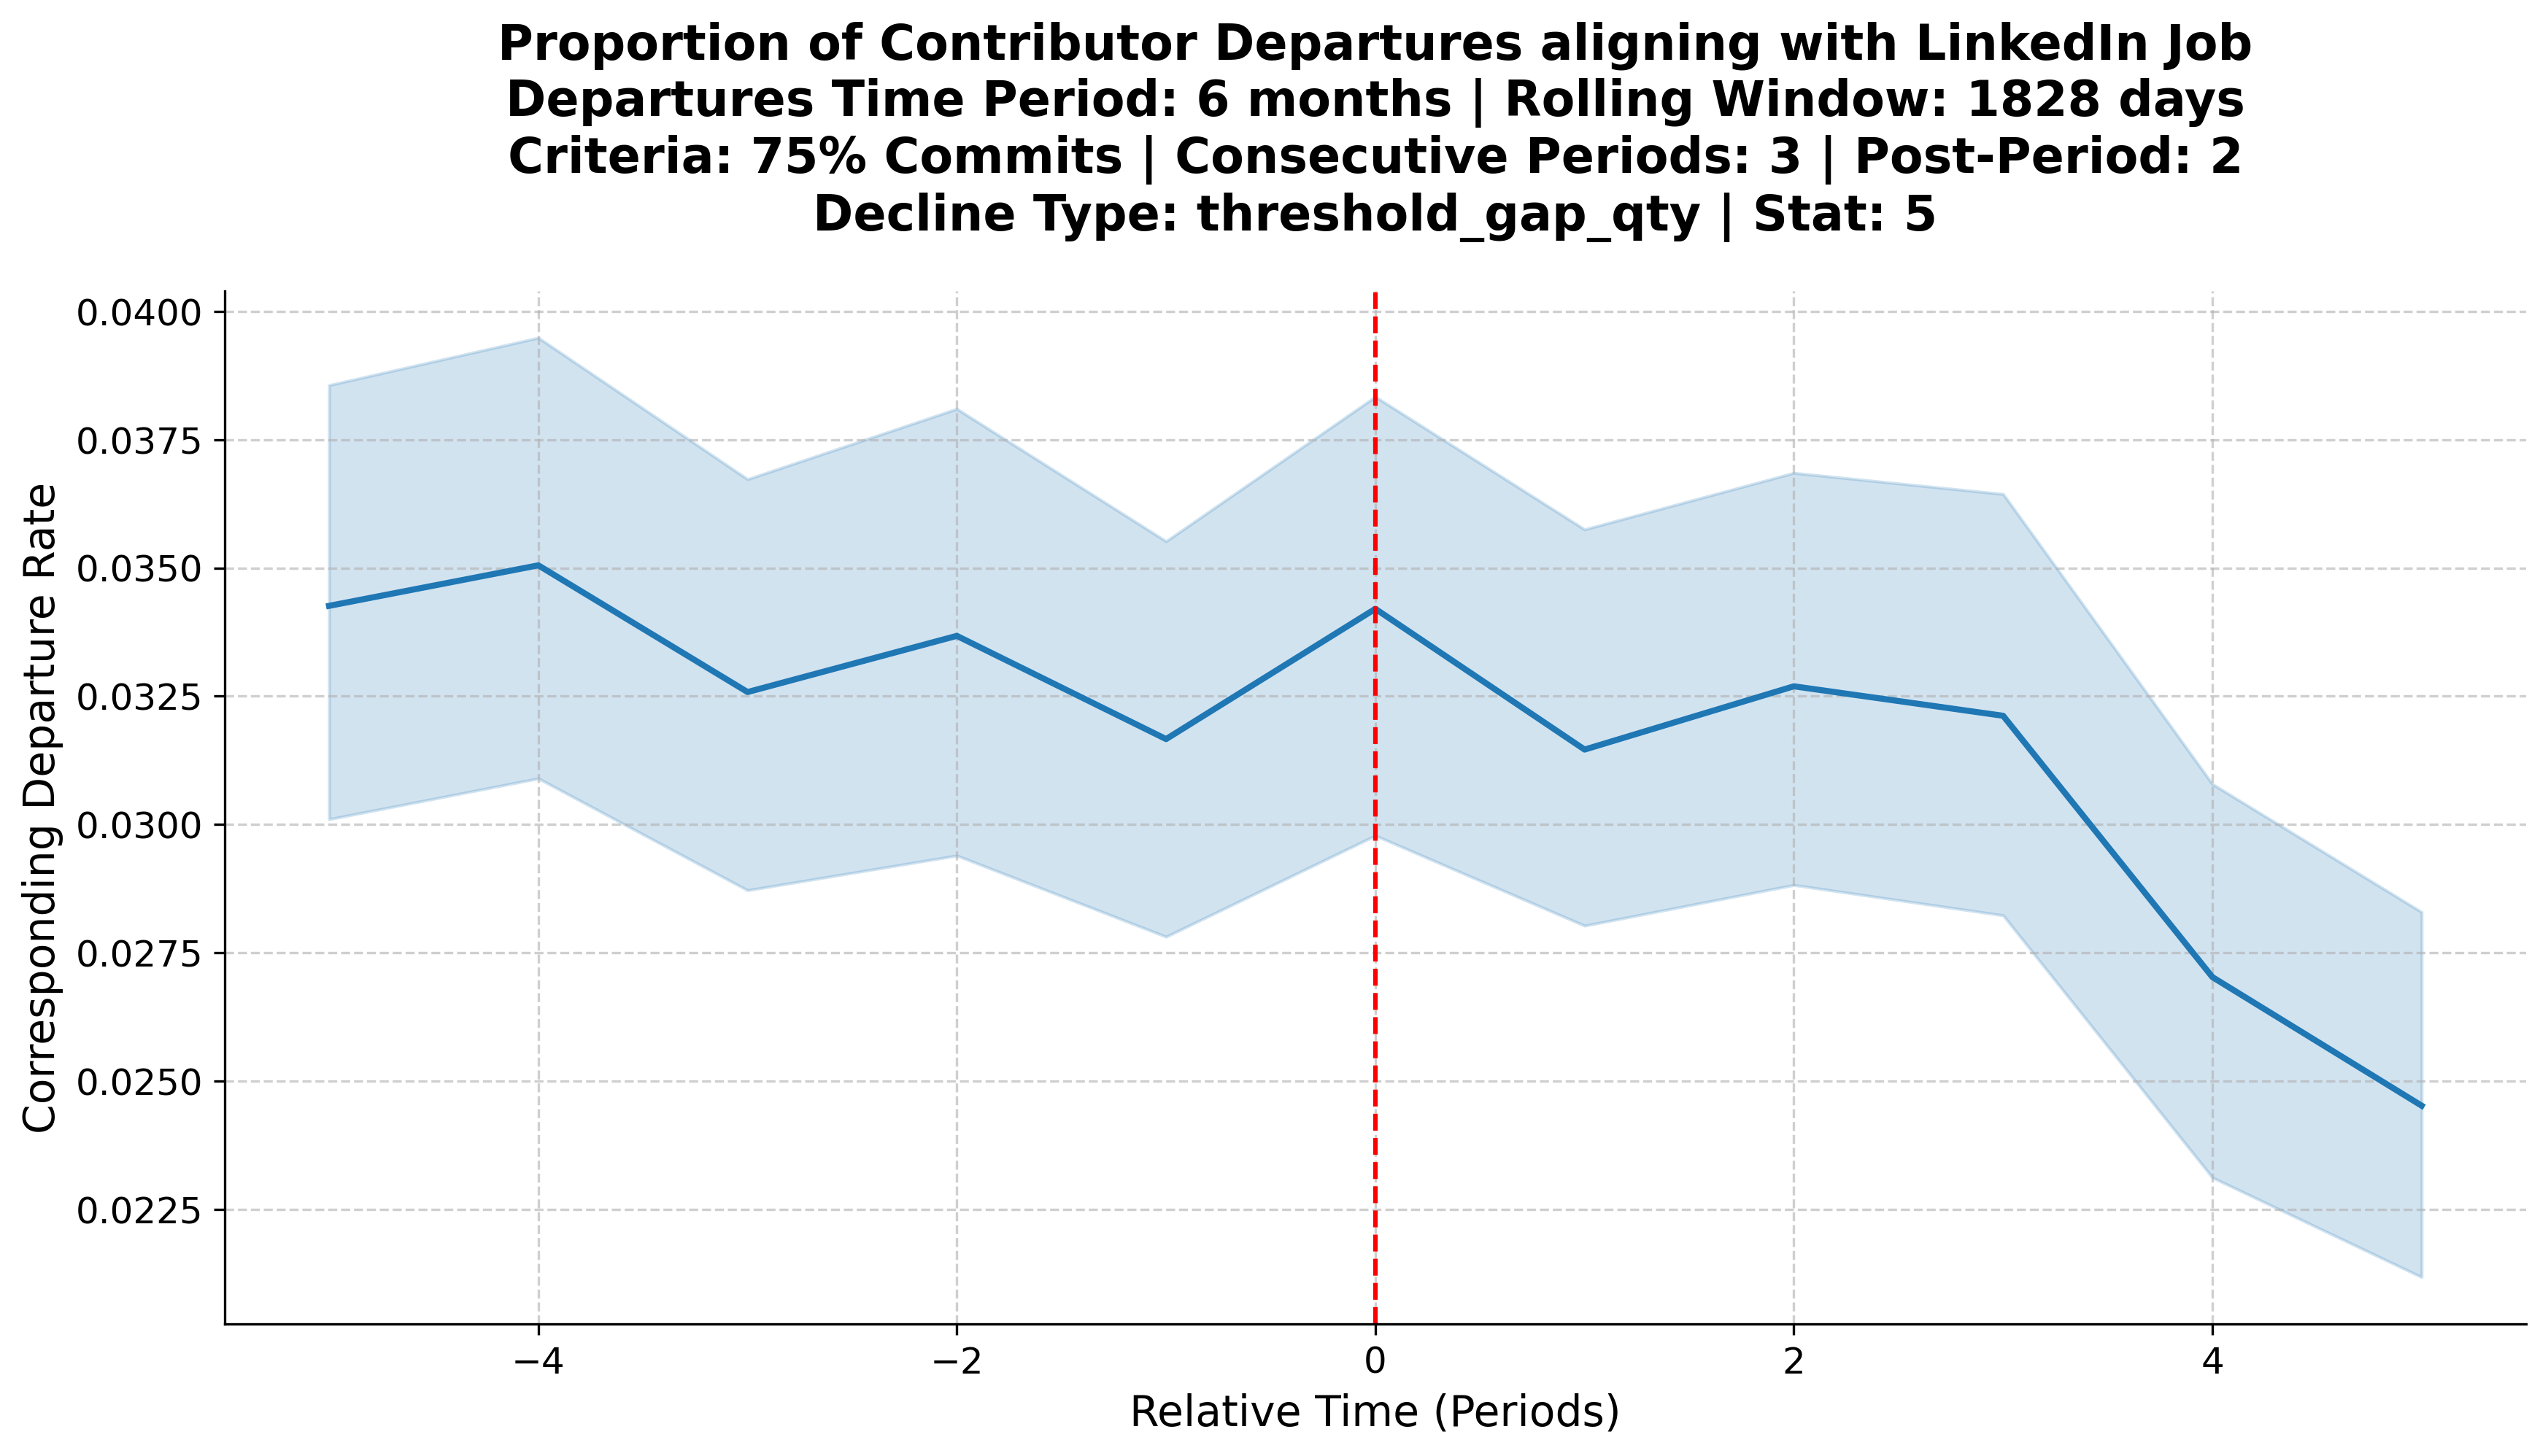 Proportion of Contributor Departures aligning with LinkedIn Job
Departures Time Period: 6 months | Rolling Window: 1828 days
Criteria: 75% Commits | Consecutive Periods: 3 | Post-Period: 2
Decline Type: threshold_gap_qty | Stat: 5
Corresponding Departure Rate
0.0400
0.0375
0.0350
0.0325
0.0300
0.0275
0.0250
0.0225
−4
−2
0
2
4
Relative Time (Periods)